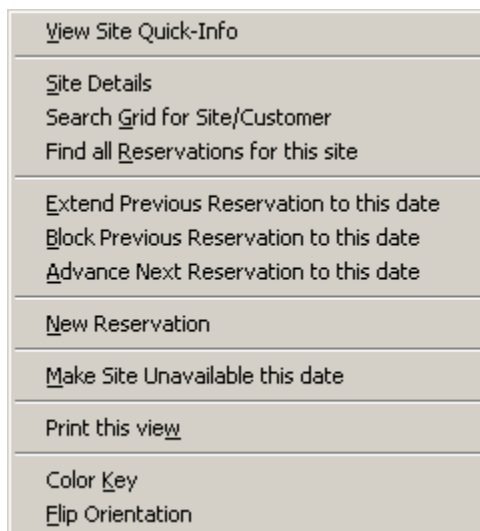 View Site Quick-Info
Site Details
Search Grid for Site/Customer
Find all Reservations for this site
Extend Previous Reservation to this date
Block Previous Reservation to this date
Advance Next Reservation to this date
New Reservation
Make Site Unavailable this date
Print this view
Color Key
Flip Orientation